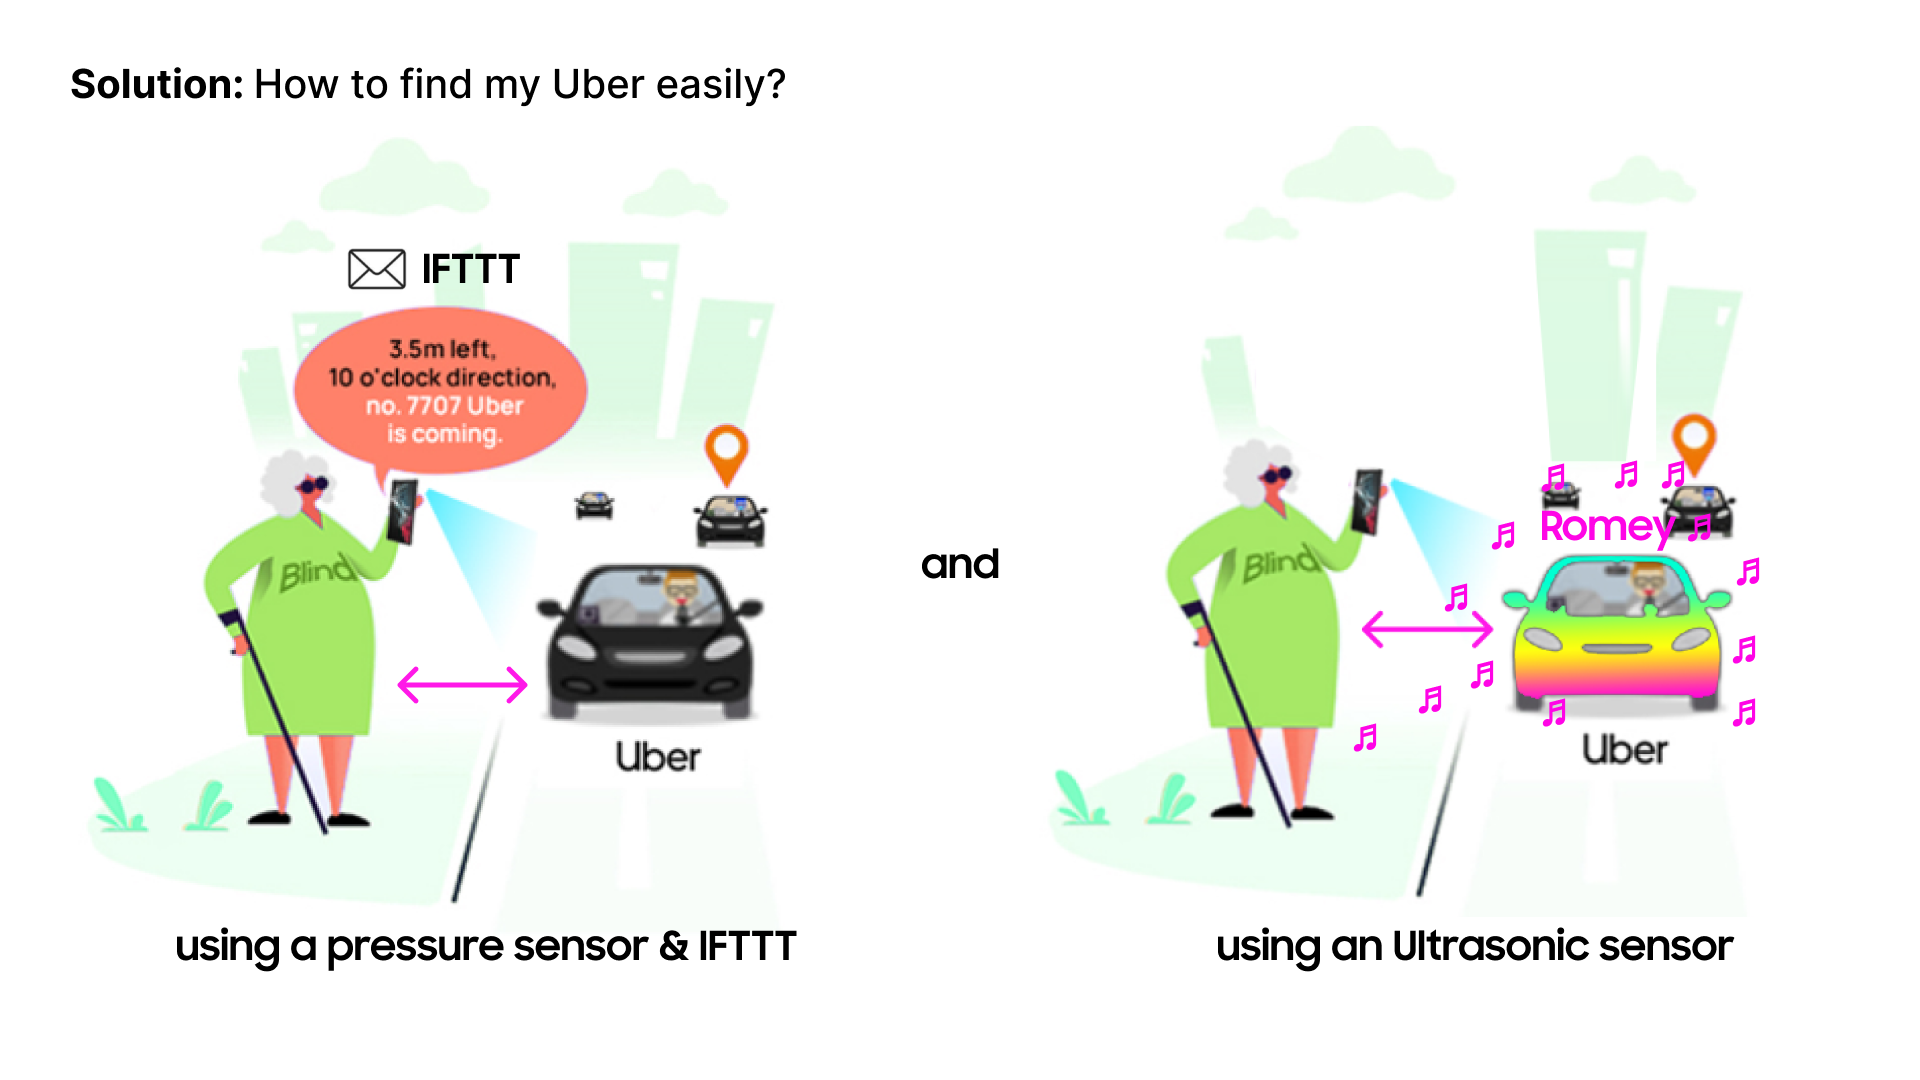 Solution: How to find my Uber easily?
IFTTT
3.5m left,
10 o'clock direction,
no. 7707 Uber
is coming.
Blind
Uber
using a pressure sensor & IFTTT
and
Romey
Blind
Uber
using an Ultrasonic sensor